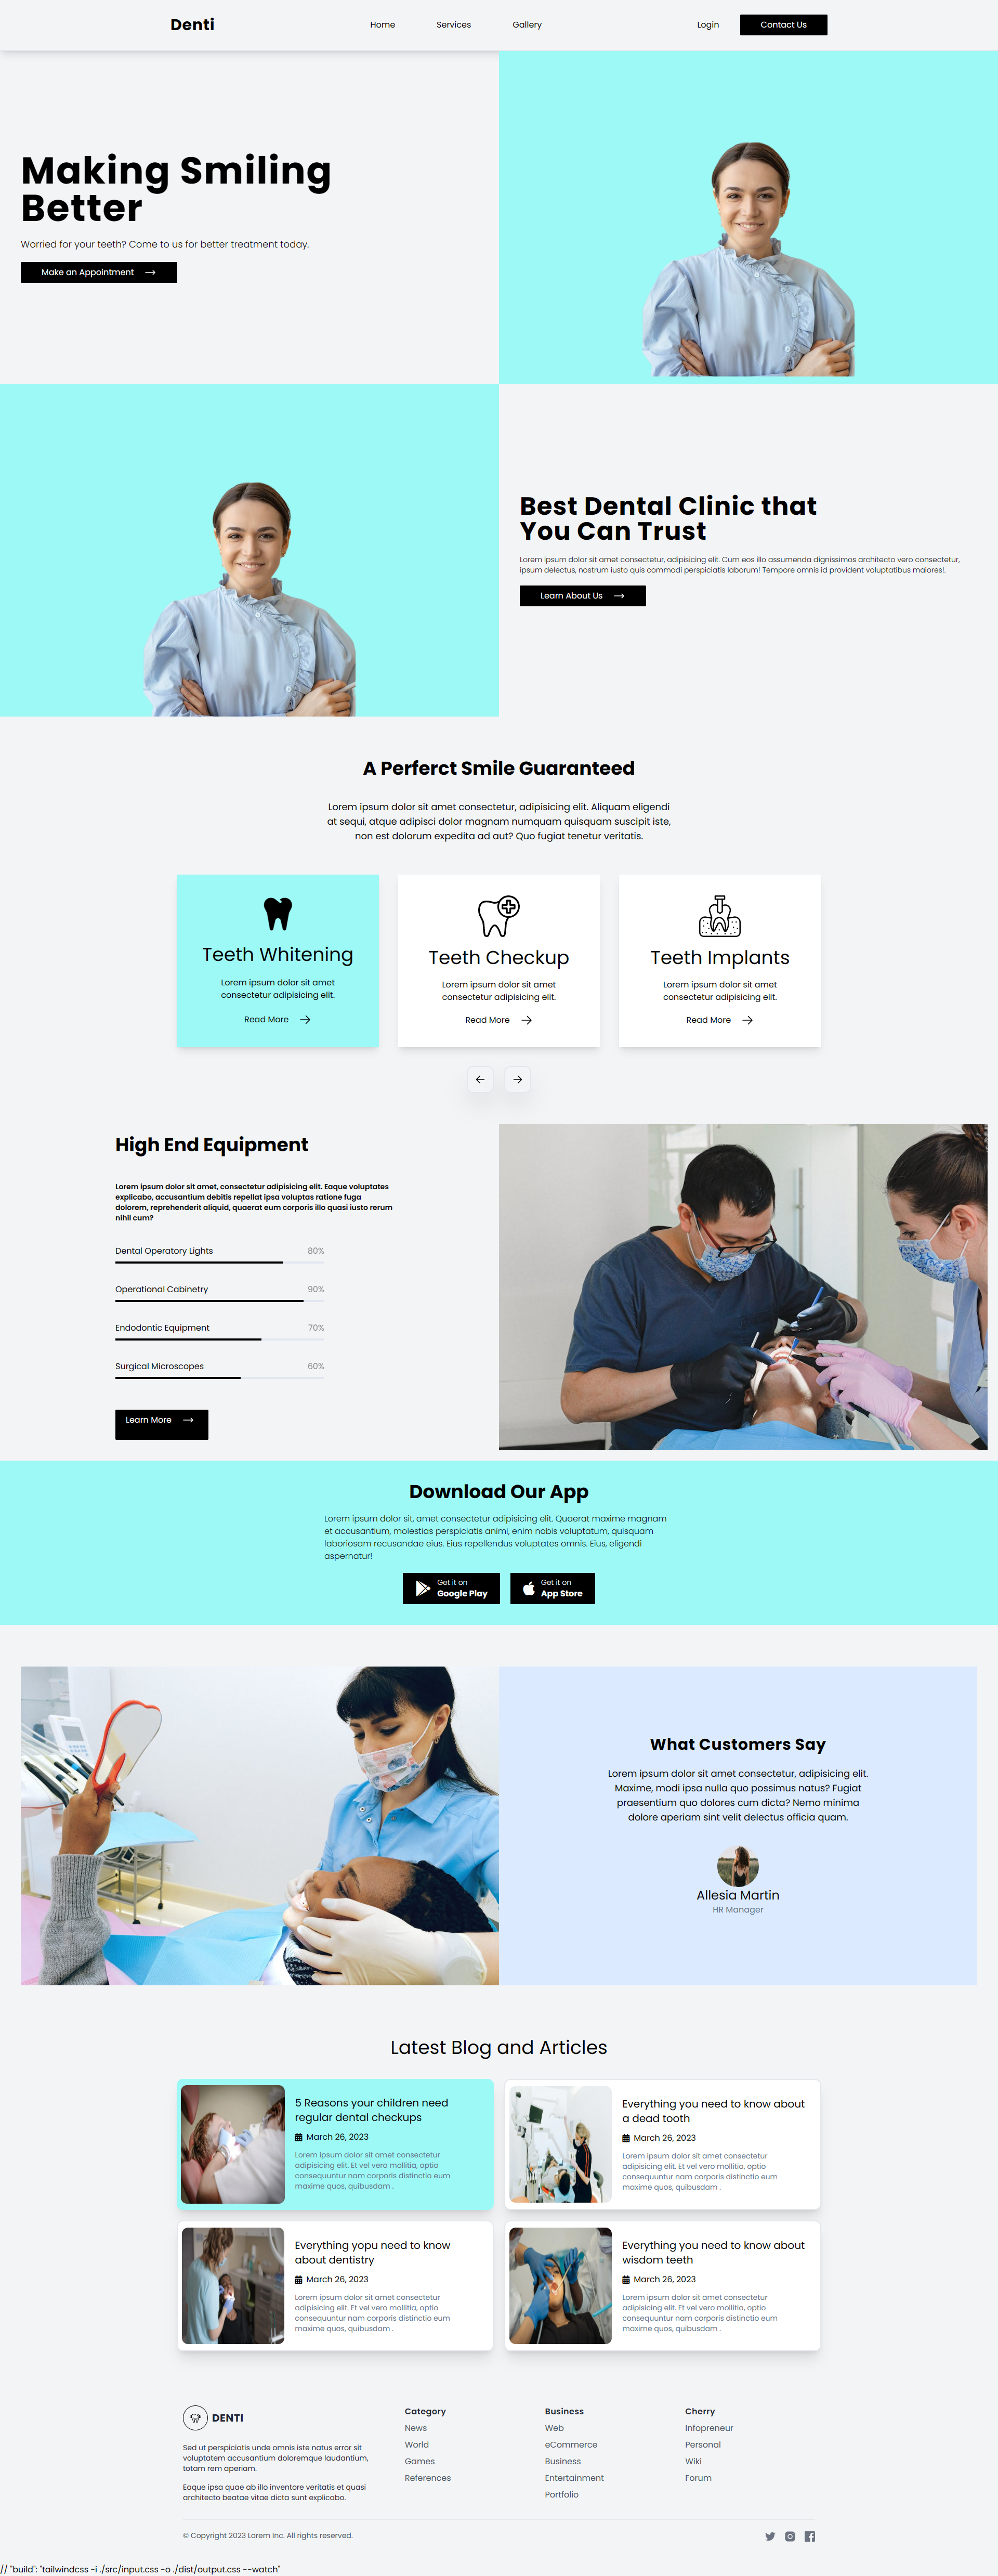 Denti
Home
Services
Gallery
Login
Contact Us
Making Smiling
Better
Worried for your teeth? Come to us for better treatment today.
Make an Appointment
Best Dental Clinic that
You Can Trust
Lorem ipsum dolor sit amet consectetur, adipisicing elit. Cum eos illo assumenda dignissimos architecto vero consectetur,
ipsum delectus, nostrum iusto quis commodi perspiciatis laborum! Tempore omnis id provident voluptatibus maiores!.
Learn About Us
A Perferct Smile Guaranteed
Lorem ipsum dolor sit amet consectetur, adipisicing elit. Aliquam eligendi
at sequi, atque adipisci dolor magnam numquam quisquam suscipit iste,
non est dolorum expedita ad aut? Quo fugiat tenetur veritatis.
Teeth Whitening
Lorem ipsum dolor sit amet
consectetur adipisicing elit.
Read More
Teeth Checkup
Lorem ipsum dolor sit amet
consectetur adipisicing elit.
Read More
Teeth Implants
Lorem ipsum dolor sit amet
consectetur adipisicing elit.
Read More
High End Equipment
Lorem ipsum dolor sit amet, consectetur adipisicing elit. Eaque voluptates
explicabo, accusantium debitis repellat ipsa voluptas ratione fuga
dolorem, reprehenderit aliquid, quaerat eum corporis illo quasi iusto rerum
nihil cum?
Dental Operatory Lights 80%
Operational Cabinetry 90%
Endodontic Equipment 70%
Surgical Microscopes 60%
Learn More
Download Our App
Lorem ipsum dolor sit, amet consectetur adipisicing elit. Quaerat maxime magnam
et accusantium, molestias perspiciatis animi, enim nobis voluptatum, quisquam
laboriosam recusandae eius. Eius repellendus voluptates omnis. Eius, eligendi
aspernatur!
Get it on
Google Play
Get it on
App Store
What Customers Say
Lorem ipsum dolor sit amet consectetur, adipisicing elit.
Maxime, modi ipsa nulla quo possimus natus? Fugiat
praesentium quo dolores cum dicta? Nemo minima
dolore aperiam sint velit delectus officia quam.
Allesia Martin
HR Manager
Latest Blog and Articles
5 Reasons your children need
regular dental checkups
March 26, 2023
Lorem ipsum dolor sit amet consectetur
adipisicing elit. Et vel vero mollitia, optio
consequuntur nam corporis distinctio eum
maxime quos, quibusdam .
Everything you need to know about
a dead tooth
March 26, 2023
Lorem ipsum dolor sit amet consectetur
adipisicing elit. Et vel vero mollitia, optio
consequuntur nam corporis distinctio eum
maxime quos, quibusdam .
Everything yopu need to know
about dentistry
March 26, 2023
Lorem ipsum dolor sit amet consectetur
adipisicing elit. Et vel vero mollitia, optio
consequuntur nam corporis distinctio eum
maxime quos, quibusdam .
Everything you need to know about
wisdom teeth
March 26, 2023
Lorem ipsum dolor sit amet consectetur
adipisicing elit. Et vel vero mollitia, optio
consequuntur nam corporis distinctio eum
maxime quos, quibusdam .
DENTI
Sed ut perspiciatis unde omnis iste natus error sit
voluptatem accusantium doloremque laudantium,
totam rem aperiam.
Eaque ipsa quae ab illo inventore veritatis et quasi
architecto beatae vitae dicta sunt explicabo.
Category
News
World
Games
References
Business
Web
eCommerce
Business
Entertainment
Portfolio
Cherry
Infopreneur
Personal
Wiki
Forum
© Copyright 2023 Lorem Inc. All rights reserved.
// "build": "tailwindcss -i ./src/input.css -o ./dist/output.css --watch"